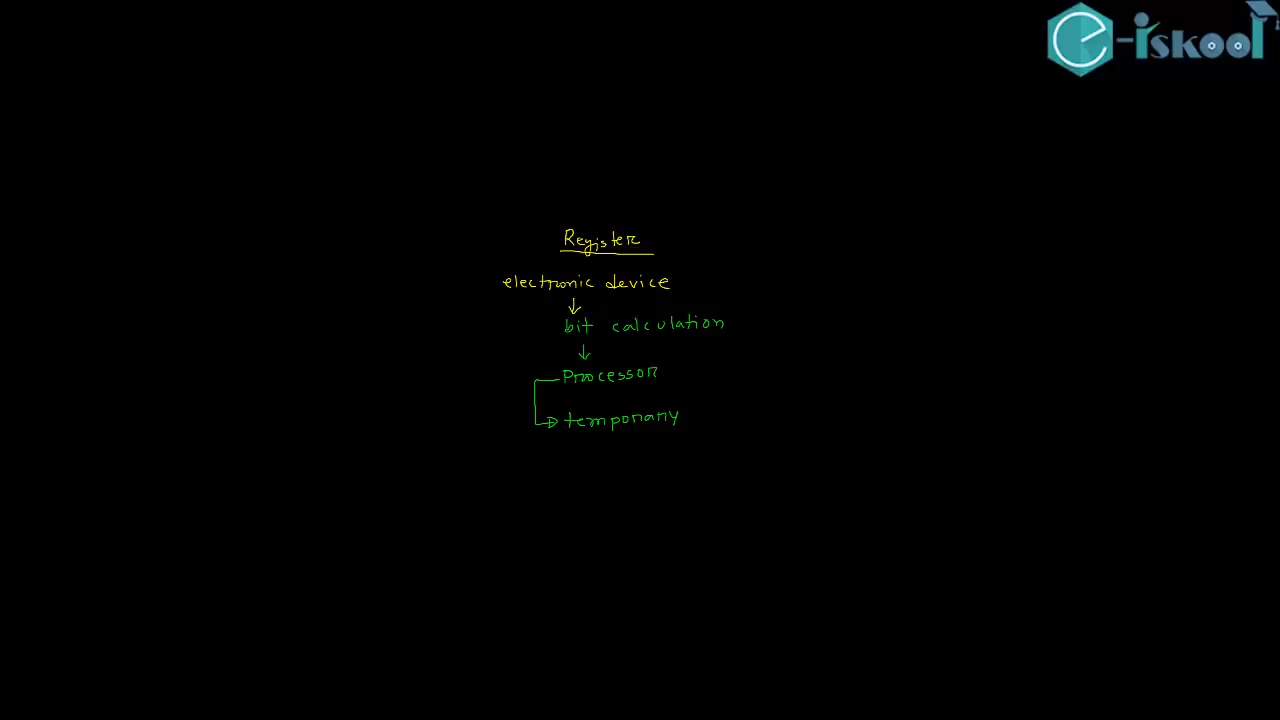 e-iskool
Register
electronic device
bit calculation
Processor
temporary